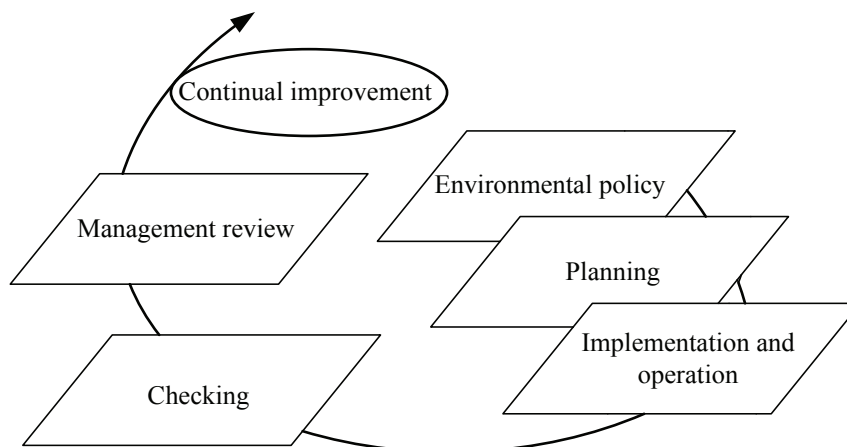 Continual improvement
Environmental policy
Management review
Planning
Implementation and
operation
Checking